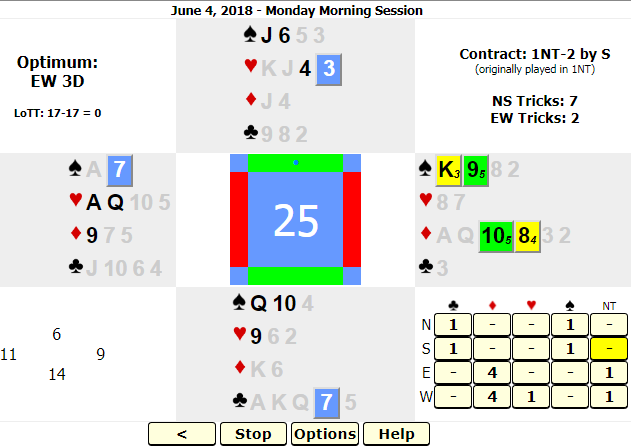 June 4, 2018 - Monday Morning Session
Optimum:
EW 3D
LoTT: 17-17 = 0
♠ J 6 5 3
♥ K J 4 3
♦ J 4
♣ 9 8 2
Contract: 1NT-2 by S
(originally played in 1NT)
NS Tricks: 7
EW Tricks: 2
♠ A 7
♥ A Q 10 5
♦ 9 7 5
♣ J 10 6 4
25
♠ K3 95 8 2
♥ 8 7
♦ A Q 105 84 3 2
♣ 3
♠ Q 10 4
♥ 9 6 2
♦ K 6
♣ A K Q 7 5
6
11 9
14
♣ ♦ ♥ ♠ NT
N 1 - - 1 -
S 1 - - 1 -
E - 4 - - 1
W - 4 1 - 1
< Stop Options Help